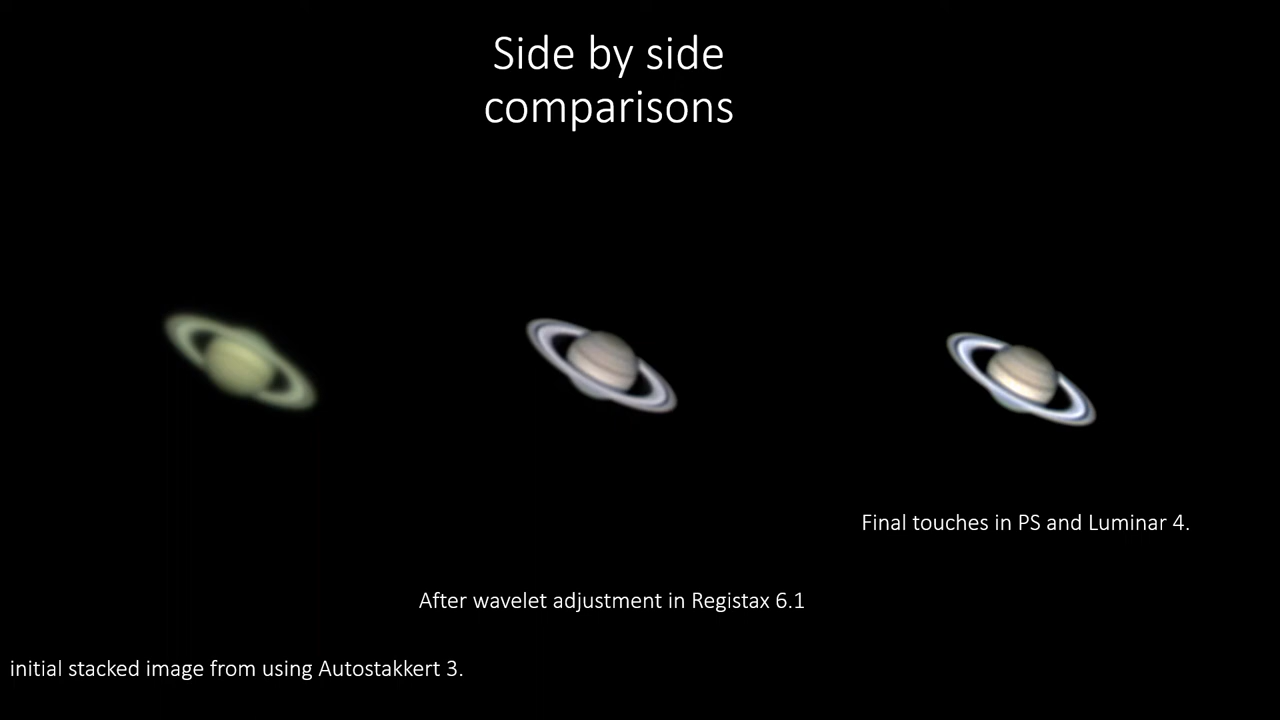 Side by side
comparisons
Final touches in PS and Luminar 4.
After wavelet adjustment in Registax 6.1
initial stacked image from using Autostakkert 3.